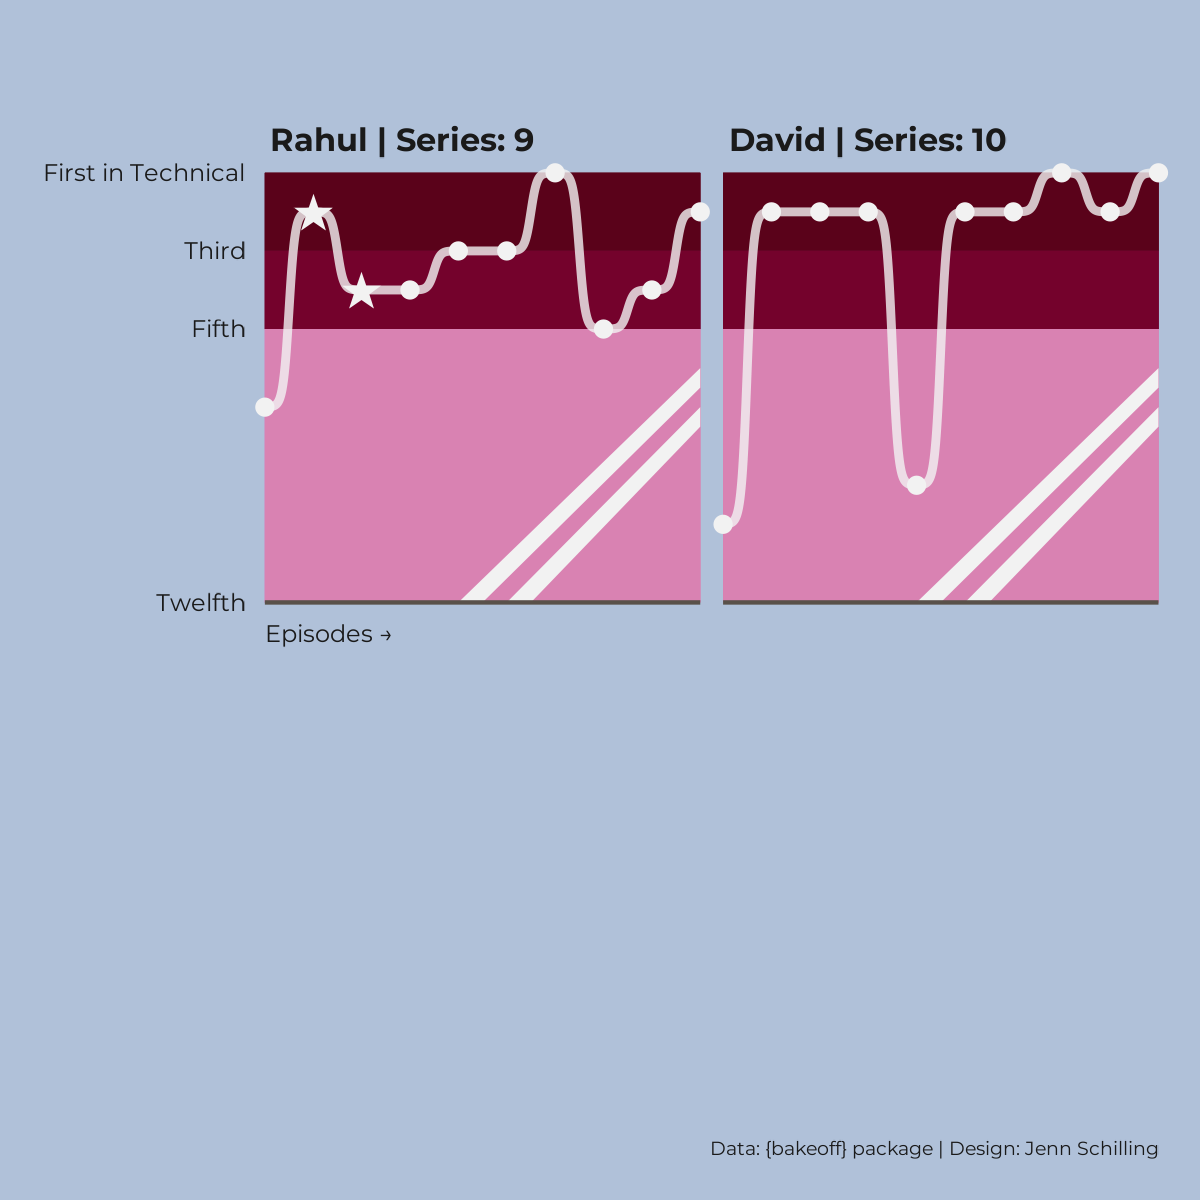 Rahul | Series: 9
David | Series: 10
First in Technical
Third
Fifth
Twelfth
Episodes →
Data: {bakeoff} package | Design: Jenn Schilling